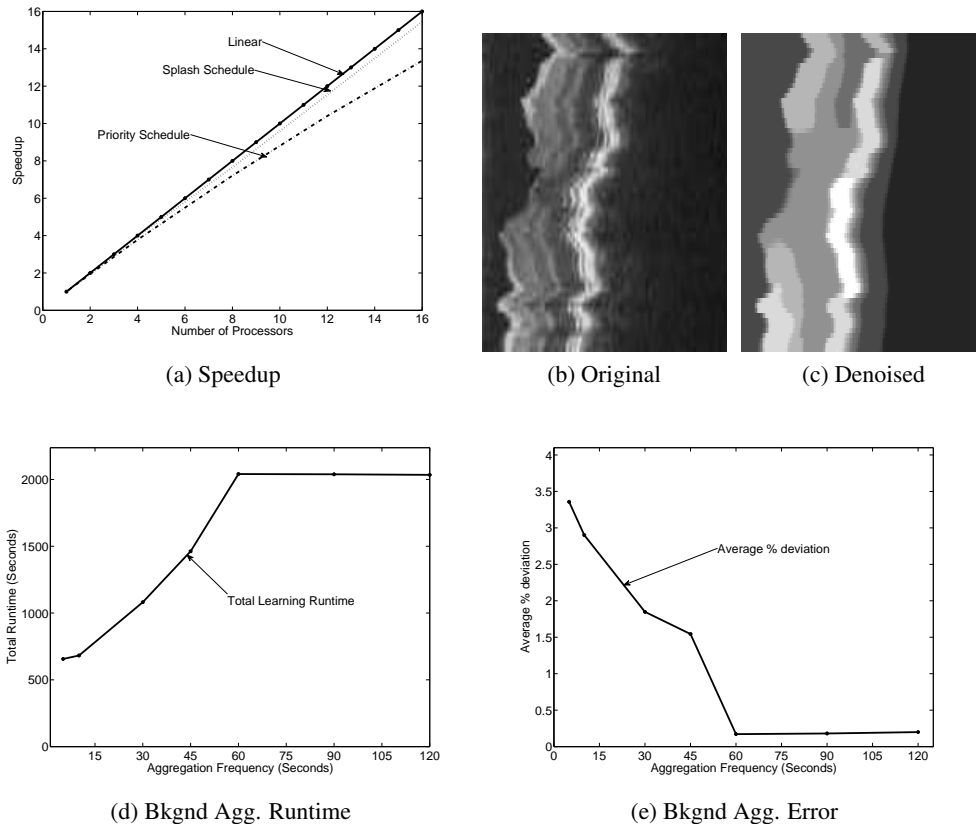 16
14
12
10
8
6
4
2
0
Speedup
Linear
Splash Schedule
Priority Schedule
0 2 4 6 8 10 12 14 16
Number of Processors
(a) Speedup
(b) Original
(c) Denoised
2000
1500
1000
500
0
Total Runtime (Seconds)
Total Learning Runtime
15 30 45 60 75 90 105 120
Aggregation Frequency (Seconds)
(d) Bkgnd Agg. Runtime
4
3.5
3
2.5
2
1.5
1
0.5
0
Average % deviation
Average % deviation
0 15 30 45 60 75 90 105 120
Aggregation Frequency (Seconds)
(e) Bkgnd Agg. Error